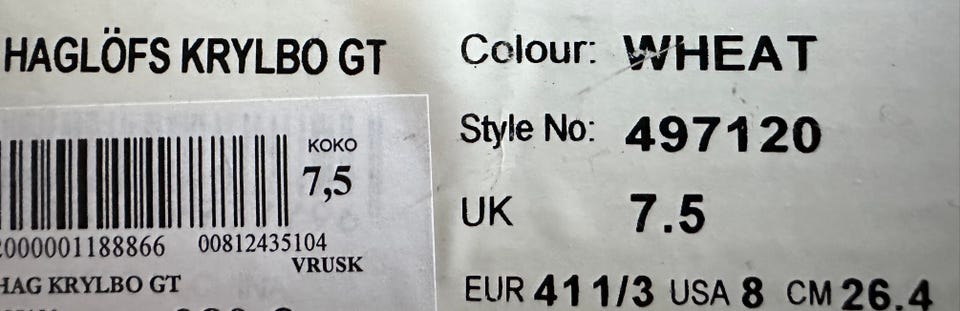 HAGLÖFS KRYLBO GT
Colour: WHEAT
Style No: 497120
UK 7.5
EUR 41 1/3 USA 8 CM 26.4
KOKO
7,5
000001188866 00812435104
VRUSK
HAG KRYLBO GT